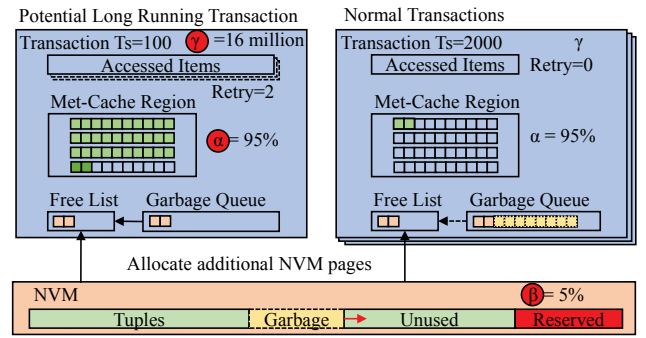 Potential Long Running Transaction
Transaction Ts=100 γ =16 million
Accessed Items
Retry=2
Met-Cache Region
α = 95%
Free List Garbage Queue
Normal Transactions
Transaction Ts=2000 γ
Accessed Items
Retry=0
Met-Cache Region
α = 95%
Free List Garbage Queue
Allocate additional NVM pages
NVM β = 5%
Tuples Garbage Unused Reserved